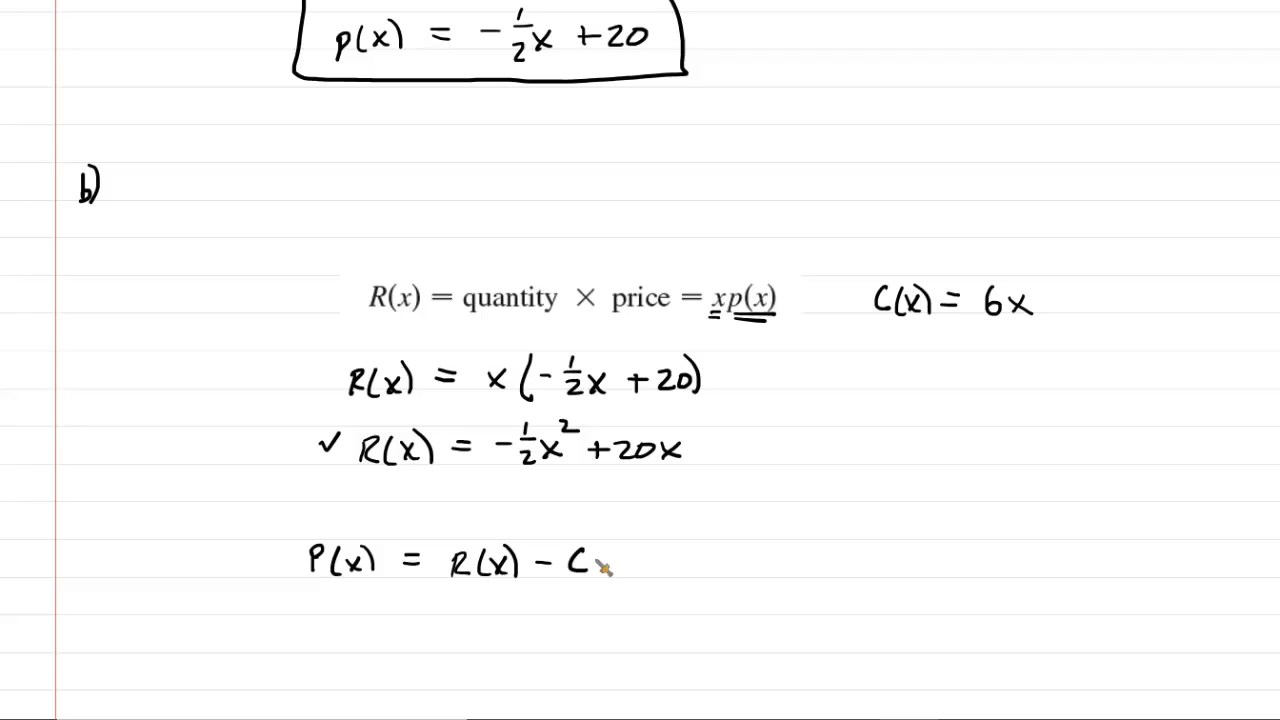 p(x) = -1/2x +20
b)
R(x) = quantity × price = xp(x) C(x) = 6x
R(x) = x(-1/2x +20)
✓ R(x) = -1/2x² +20x
P(x) = R(x) - C